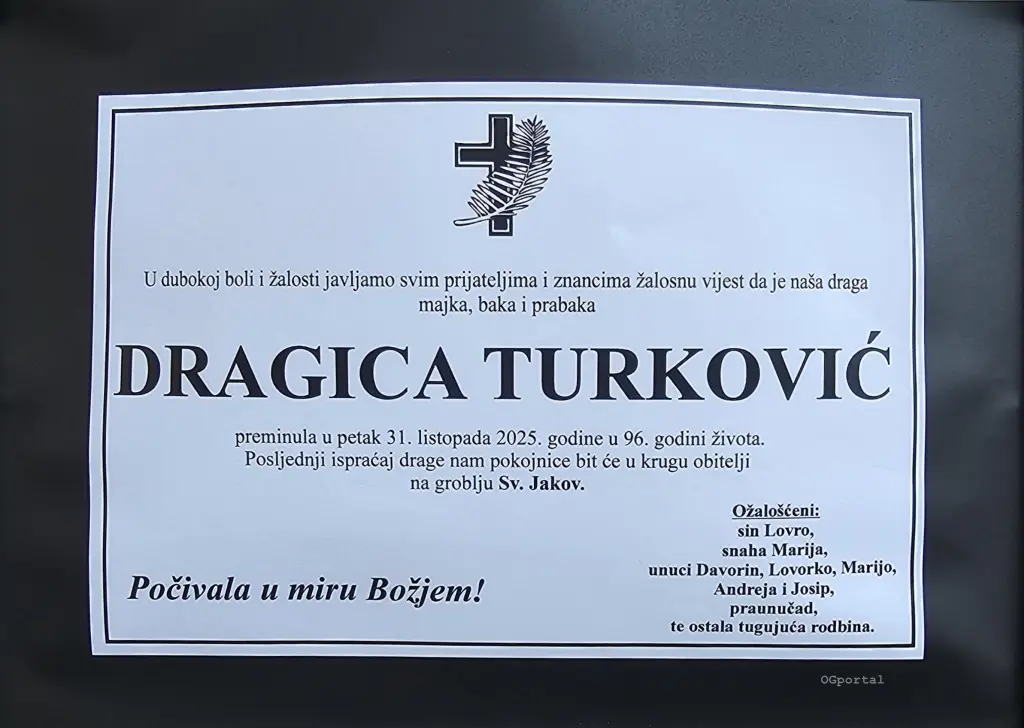 U dubokoj boli i žalosti javljamo svim prijateljima i znancima žalosnu vijest da je naša draga
majka, baka i prabaka
DRAGICA TURKOVIĆ
preminula u petak 31. listopada 2025. godine u 96. godini života.
Posljednji ispraćaj drage nam pokojnice bit će u krugu obitelji
na groblju Sv. Jakov.
Ožalošćeni:
sin Lovro,
snaha Marija,
unuci Davorin, Lovorko, Marijo,
Andreja i Josip,
praunučad,
te ostala tugujuća rodbina.
Počivala u miru Božjem!
OGportal